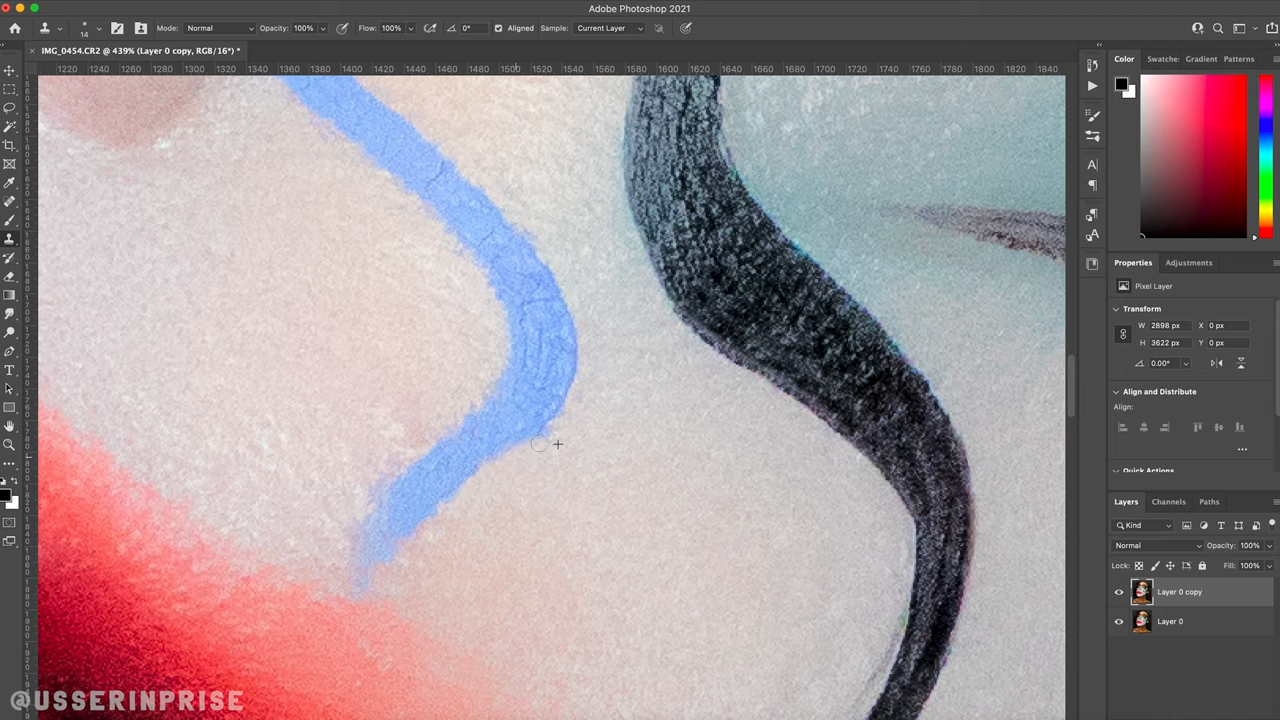 Adobe Photoshop 2021
14 Mode: Normal Opacity: 100% Flow: 100% 0° Aligned Sample: Current Layer
× IMG_0454.CR2 @ 439% (Layer 0 copy, RGB/16*) *
1220 1240 1260 1280 1300 1320 1340 1360 1380 1400 1420 1440 1460 1480 1500 1520 1540 1560 1580 1600 1620 1640 1660 1680 1700 1720 1740 1760 1780 1800 1820 1840
Color Swatche: Gradient Patterns
Properties Adjustments
Pixel Layer
Transform
W 2898 px X 0 px
H 3622 px Y 0 px
0.00°
Align and Distribute
Align:
Quick Actions
Layers Channels Paths
Kind
Normal Opacity: 100%
Lock: Fill: 100%
Layer 0 copy
Layer 0
@USSERINPRISE